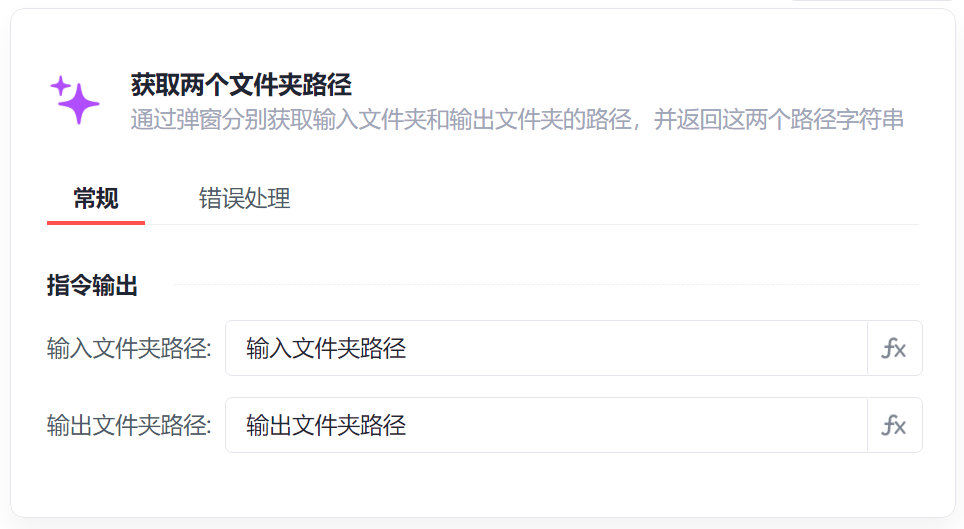 获取两个文件夹路径
通过弹窗分别获取输入文件夹和输出文件夹的路径，并返回这两个路径字符串
常规 错误处理
指令输出
输入文件夹路径: 输入文件夹路径 fx
输出文件夹路径: 输出文件夹路径 fx